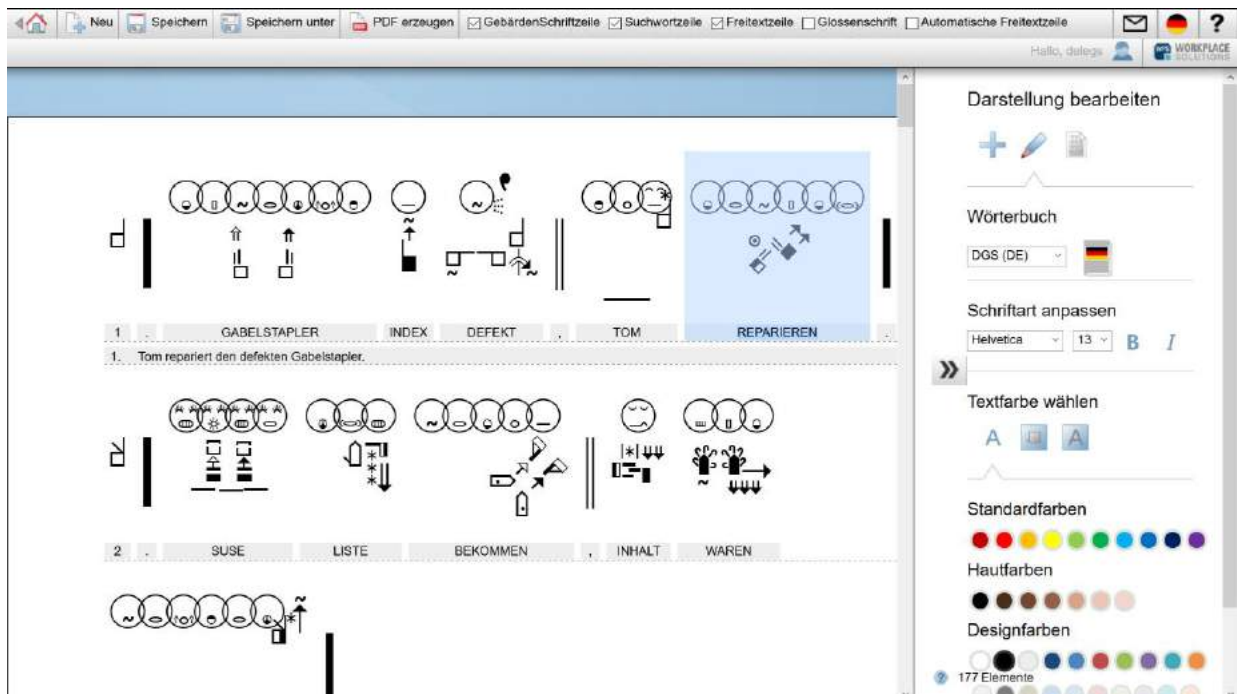 Neu Speichern Speichern unter PDF erzeugen GebärdenSchriftzeile Suchwortzeile Freitextzeile Glossenschrift Automatische Freitextzeile ?
Hallo, delegs WORKPLACE SOLUTIONS
Darstellung bearbeiten
Wörterbuch
DGS (DE)
Schriftart anpassen
Helvetica 13 B I
Textfarbe wählen
A A
Standardfarben
Hautfarben
Designfarben
? 177 Elemente
1 . GABELSTAPLER INDEX DEFEKT , TOM REPARIEREN .
1. Tom repariert den defekten Gabelstapler.
2 . SUSE LISTE BEKOMMEN , INHALT WAREN